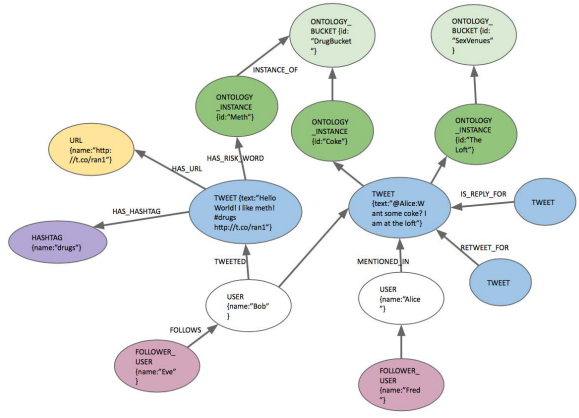 ONTOLOGY_
BUCKET {id:
"DrugBucket
"}
ONTOLOGY_
BUCKET {id:
"SexVenues"
}
INSTANCE_OF
ONTOLOGY
_INSTANCE
{id:"Meth"}
ONTOLOGY
_INSTANCE
{id:"Coke"}
ONTOLOGY
_INSTANCE
{id:"The
Loft"}
URL
{name:"http:
//t.co/ran1"}
HAS_URL
HAS_RISK_WORD
TWEET {text:"Hello
World! I like meth!
#drugs
http://t.co/ran1"}
TWEET
{text:"@Alice:W
ant some coke? I
am at the loft"}
IS_REPLY_FOR
TWEET
HAS_HASHTAG
HASHTAG
{name:"drugs"}
TWEETED
MENTIONED_IN
RETWEET_FOR
TWEET
USER
{name:"Bob"
}
USER
{name:"Alice
"}
FOLLOWS
FOLLOWER_
USER
{name:"Eve"
}
FOLLOWER_
USER
{name:"Fred
"}